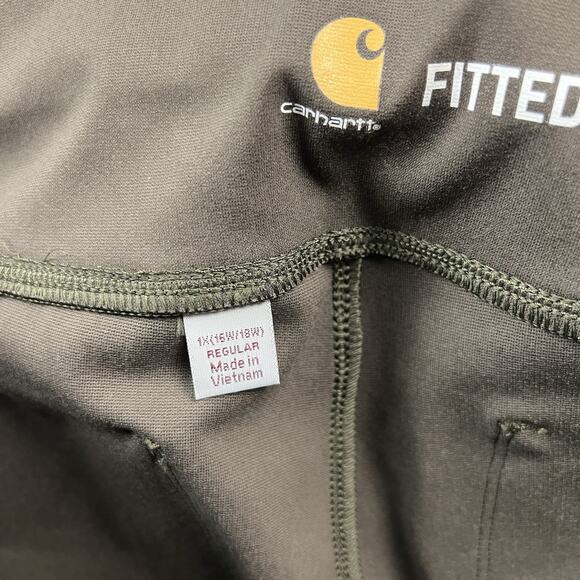 carhartt
FITTED
1X(16W/18W)
REGULAR
Made in
Vietnam